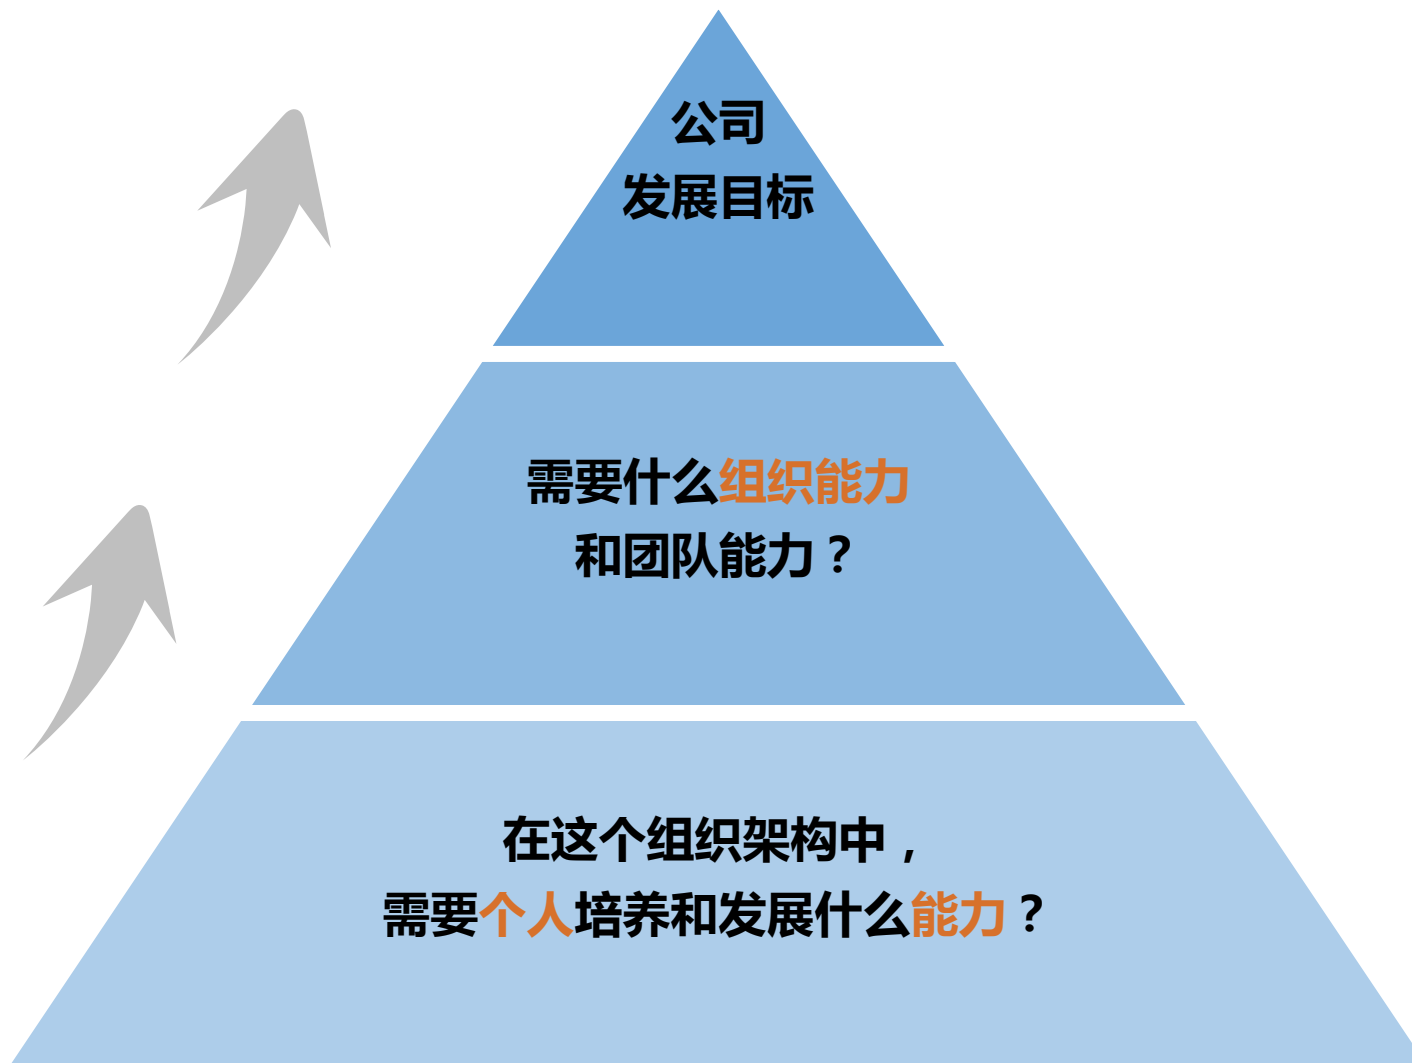 公司
发展目标
需要什么组织能力
和团队能力？
在这个组织架构中，
需要个人培养和发展什么能力？